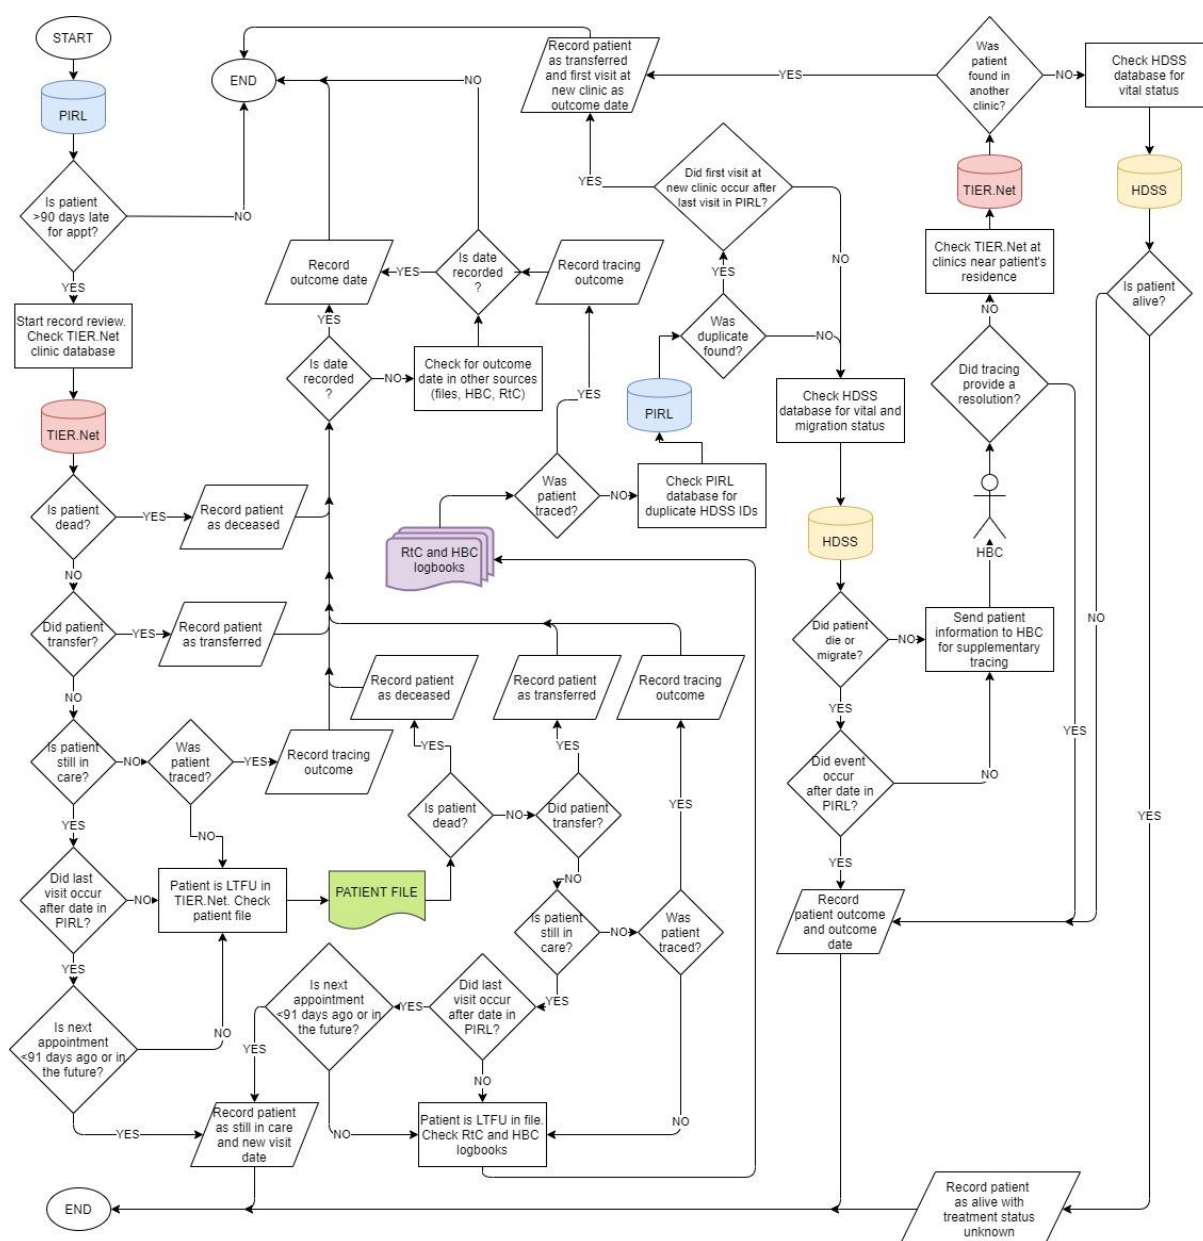 START
PIRL
Is patient
>90 days late
for appt?
NO
YES
Start record review.
Check TIER.Net
clinic database
TIER.Net
Is patient
dead?
YES
Record patient
as deceased
NO
Did patient
transfer?
YES
Record patient
as transferred
NO
Is patient
still in
care?
NO
Was
patient
traced?
YES
Record tracing
outcome
YES
NO
Did last
visit occur
after date in
PIRL?
NO
Patient is LTFU in
TIER.Net. Check
patient file
YES
Is next
appointment
<91 days ago or in
the future?
NO
YES
Record patient
as still in care
and new visit
date
END
END
NO
Record
outcome date
YES
Is date
recorded
?
Record tracing
outcome
YES
Is date
recorded
?
NO
Check for outcome
date in other sources
(files, HBC, RtC)
YES
Was
patient
traced?
NO
Check PIRL
database for
duplicate HDSS IDs
RtC and HBC
logbooks
PIRL
Was
duplicate
found?
NO
YES
Did first visit at
new clinic occur after
last visit in PIRL?
YES
NO
Record patient
as transferred
and first visit at
new clinic as
outcome date
YES
Was
patient
found in
another
clinic?
NO
Check HDSS
database for
vital status
TIER.Net
HDSS
Check TIER.Net at
clinics near patient's
residence
Is patient
alive?
NO
Did tracing
provide a
resolution?
Check HDSS
database for vital and
migration status
HBC
HDSS
Did patient
die or
migrate?
NO
Send patient
information to HBC
for supplementary
tracing
NO
YES
YES
Did event
occur
after date in
PIRL?
NO
YES
YES
Record
patient outcome
and outcome
date
Record patient
as deceased
Record patient
as transferred
Record tracing
outcome
YES
YES
YES
PATIENT FILE
Is patient
dead?
NO
Did patient
transfer?
NO
Is patient
still in
care?
NO
Was
patient
traced?
YES
Did last
visit occur
after date in
PIRL?
YES
Is next
appointment
<91 days ago or in
the future?
YES
NO
NO
NO
Patient is LTFU in file.
Check RtC and HBC
logbooks
Record patient
as alive with
treatment status
unknown